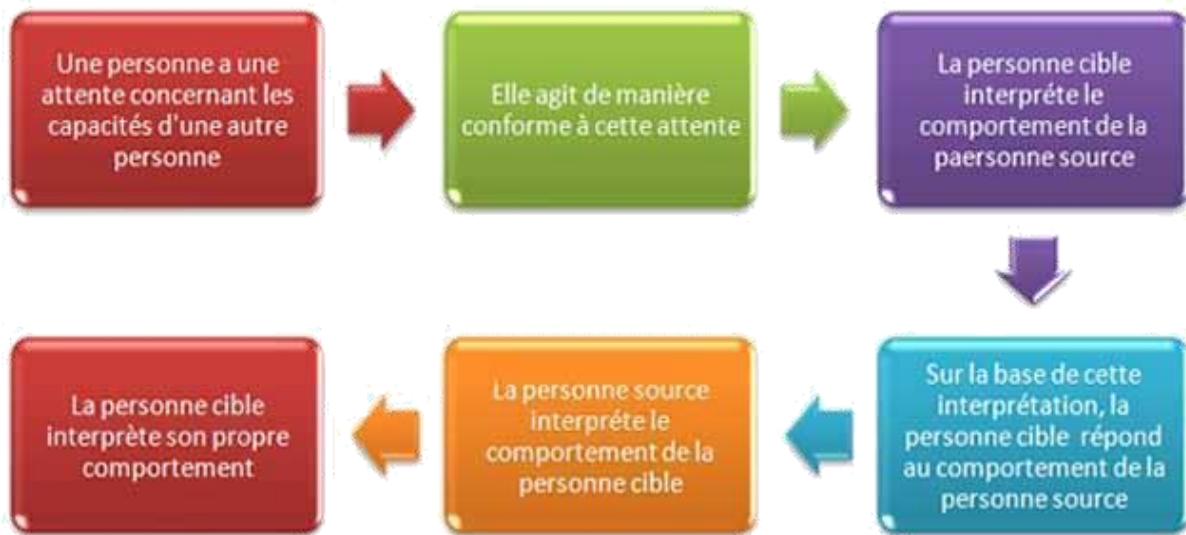 Une personne a une
attente concernant les
capacités d'une autre
personne
Elle agit de manière
conforme à cette attente
La personne cible
interpréte le
comportement de la
paersonne source
Sur la base de cette
interprétation, la
personne cible répond
au comportement de la
personne source
La personne source
interpréte le
comportement de la
personne cible
La personne cible
interprète son propre
comportement